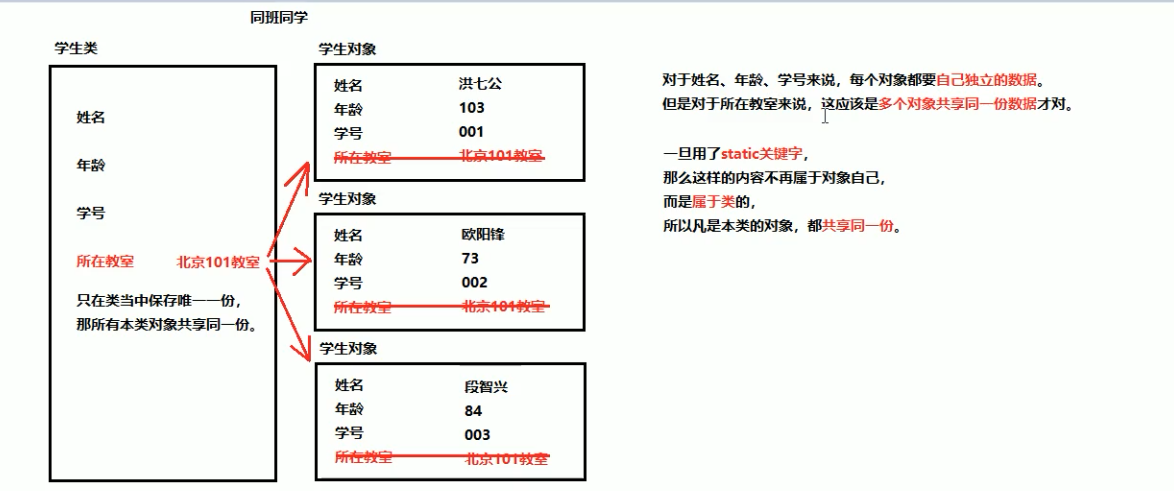 同班同学
学生类
姓名
年龄
学号
所在教室 北京101教室
只在类当中保存唯一一份，
那所有本类对象共享同一份。
学生对象
姓名 洪七公
年龄 103
学号 001
所在教室 北京101教室
学生对象
姓名 欧阳锋
年龄 73
学号 002
所在教室 北京101教室
学生对象
姓名 段智兴
年龄 84
学号 003
所在教室 北京101教室
对于姓名、年龄、学号来说，每个对象都要自己独立的数据。
但是对于所在教室来说，这应该是多个对象共享同一份数据才对。
一旦用了static关键字，
那么这样的内容不再属于对象自己，
而是属于类的，
所以凡是本类的对象，都共享同一份。